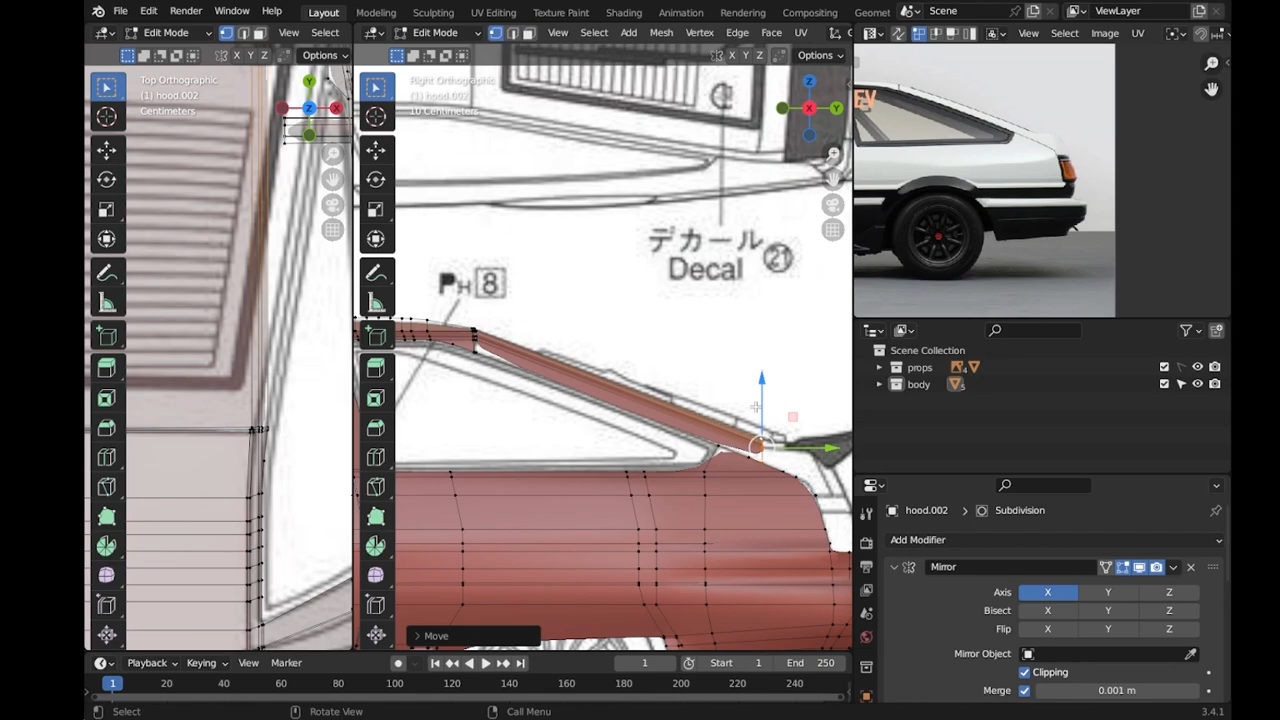 File Edit Render Window Help Layout Modeling Sculpting UV Editing Texture Paint Shading Animation Rendering Compositing Geomet Scene ViewLayer
Edit Mode View Select Edit Mode View Select Add Mesh Vertex Edge Face UV View Select Image UV
X Y Z Options X Y Z Options
Top Orthographic
(1) hood.002
Centimeters
Right Orthographic
(1) hood.002
10 Centimeters
Y
Z
X
Z
X
Y
EV
デカール
Decal 21
PH 8
Move
Scene Collection
props 4
body 5
hood.002 Subdivision
Add Modifier
Mirror
Axis X Y Z
Bisect X Y Z
Flip X Y Z
Mirror Object
Clipping
Merge 0.001 m
Playback Keying View Marker 1 Start 1 End 250
1 20 40 60 80 100 120 140 160 180 200 220 240
Select Rotate View Call Menu 3.4.1